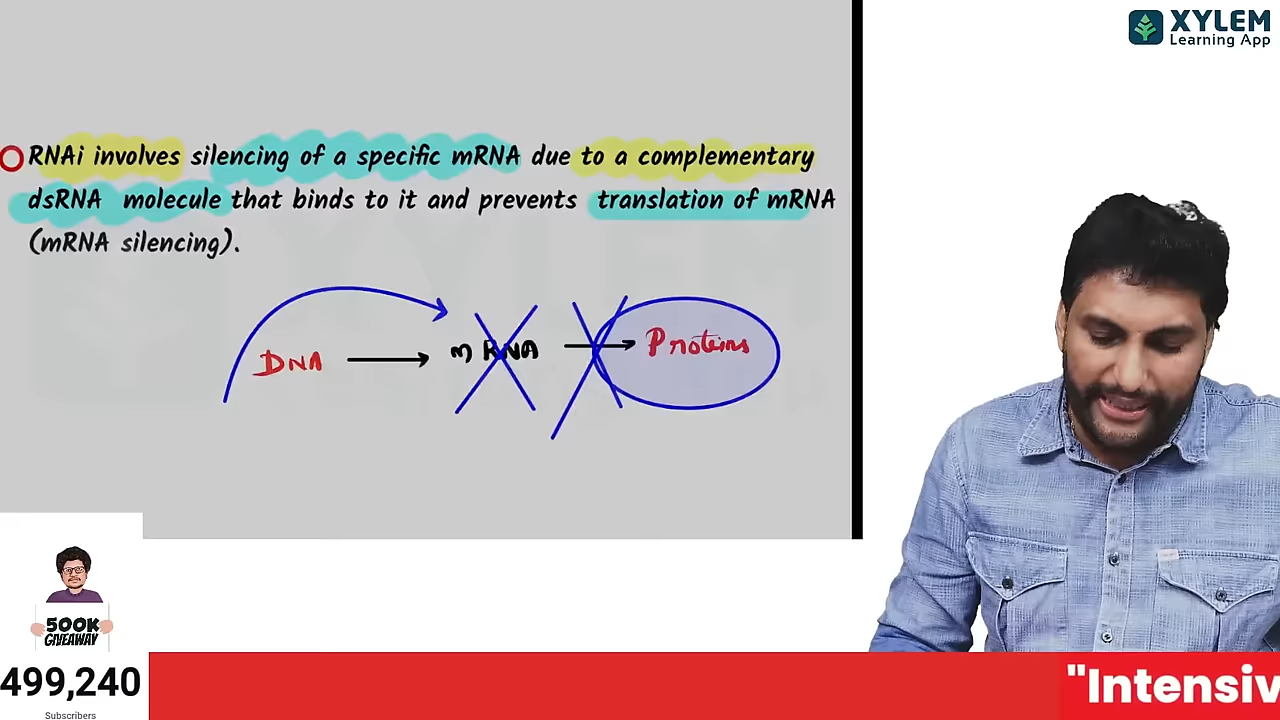 XYLEM
Learning App
RNAi involves silencing of a specific mRNA due to a complementary
dsRNA molecule that binds to it and prevents translation of mRNA
(mRNA silencing).
DNA → mRNA → Proteins
500K
GIVEAWAY
499,240
Subscribers
"Intensiv